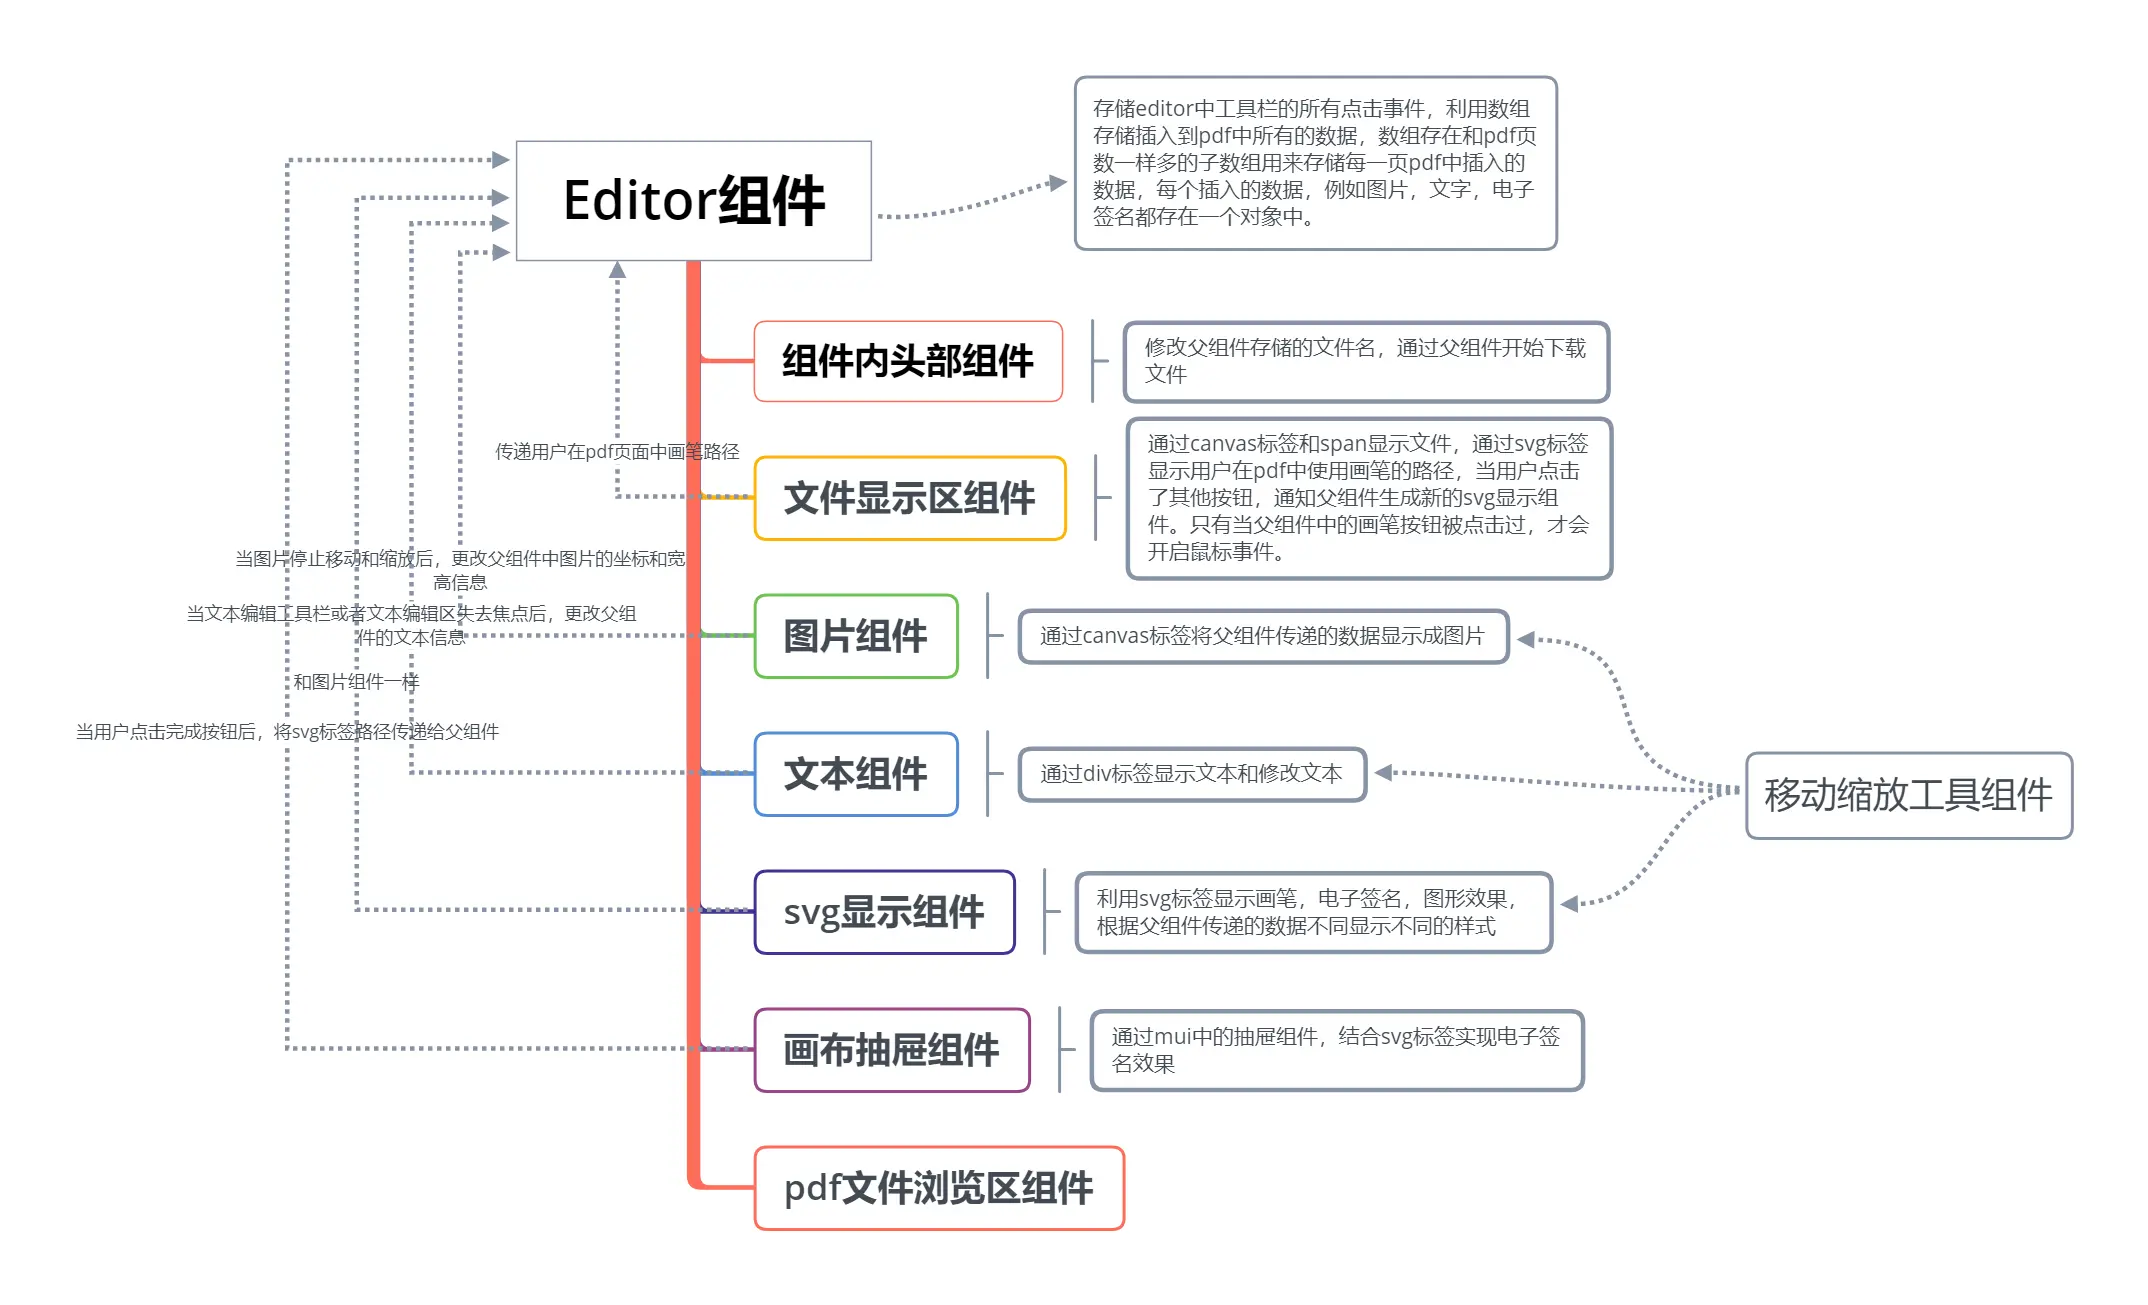 存储editor中工具栏的所有点击事件，利用数组
存储插入到pdf中所有的数据，数组存在和pdf页
数一样多的子数组用来存储每一页pdf中插入的
数据，每个插入的数据，例如图片，文字，电子
签名都存在一个对象中。
Editor组件
组件内头部组件
修改父组件存储的文件名，通过父组件开始下载
文件
传递用户在pdf页面中画笔路径
文件显示区组件
通过canvas标签和span显示文件，通过svg标签
显示用户在pdf中使用画笔的路径，当用户点击
了其他按钮，通知父组件生成新的svg显示组
件。只有当父组件中的画笔按钮被点击过，才会
开启鼠标事件。
当图片停止移动和缩放后，更改父组件中图片的坐标和宽
高信息
当文本编辑工具栏或者文本编辑区失去焦点后，更改父组
件的文本信息
图片组件
通过canvas标签将父组件传递的数据显示成图片
和图片组件一样
当用户点击完成按钮后，将svg标签路径传递给父组件
文本组件
通过div标签显示文本和修改文本
移动缩放工具组件
svg显示组件
利用svg标签显示画笔，电子签名，图形效果，
根据父组件传递的数据不同显示不同的样式
画布抽屉组件
通过mui中的抽屉组件，结合svg标签实现电子签
名效果
pdf文件浏览区组件